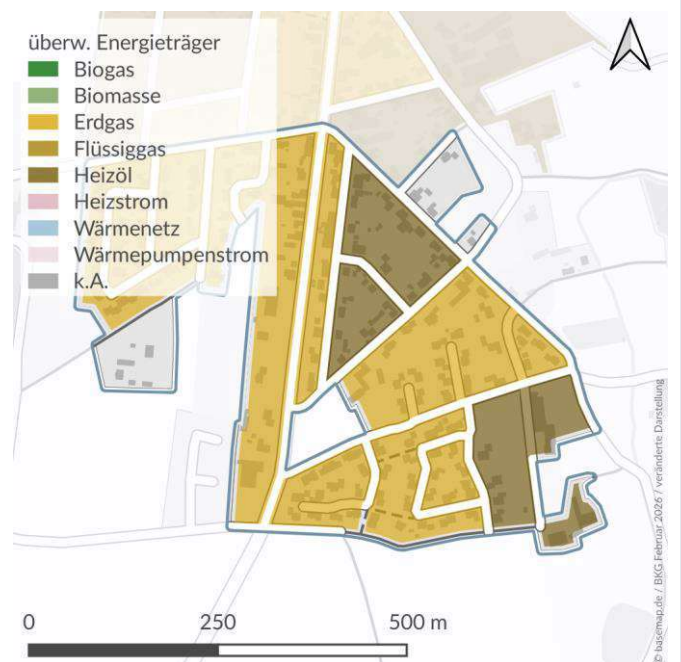 überw. Energieträger
Biogas
Biomasse
Erdgas
Flüssiggas
Heizöl
Heizstrom
Wärmenetz
Wärmepumpenstrom
k.A.
0 250 500 m
© basemap.de / BKG Februar 2026 / veränderte Darstellung